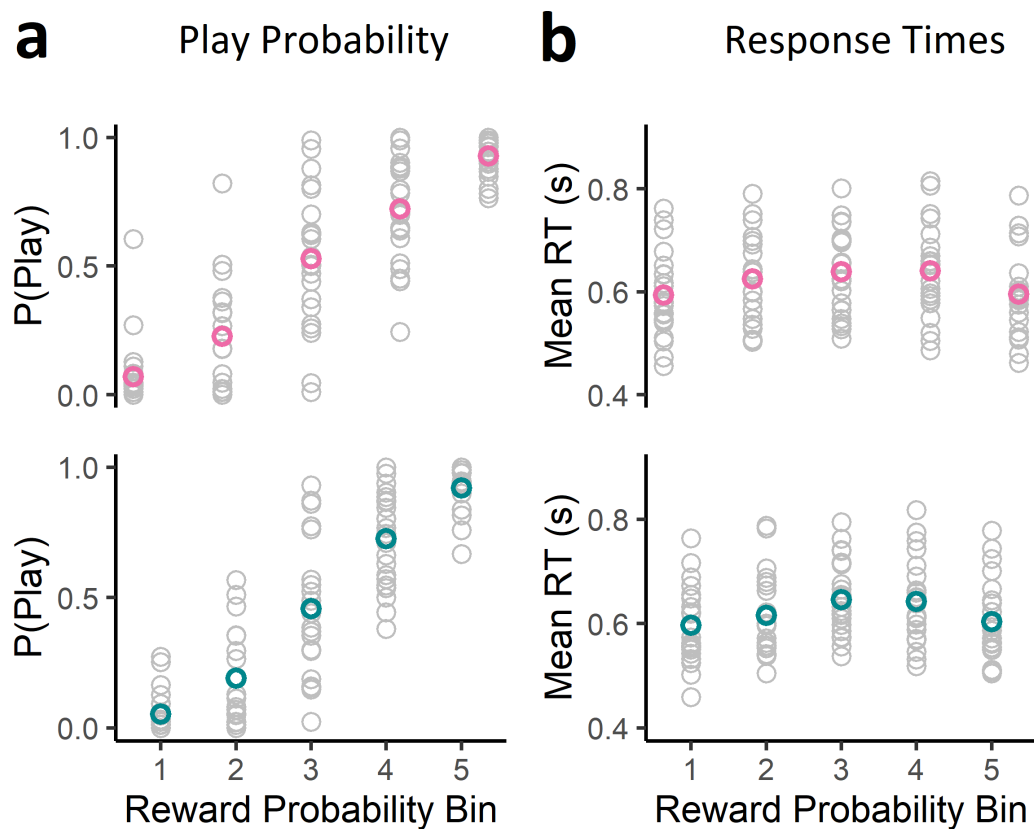 a Play Probability
b Response Times
P(Play)
1.0
0.5
0.0
Mean RT (s)
0.8
0.6
0.4
P(Play)
1.0
0.5
0.0
1 2 3 4 5
Reward Probability Bin
Mean RT (s)
0.8
0.6
0.4
1 2 3 4 5
Reward Probability Bin